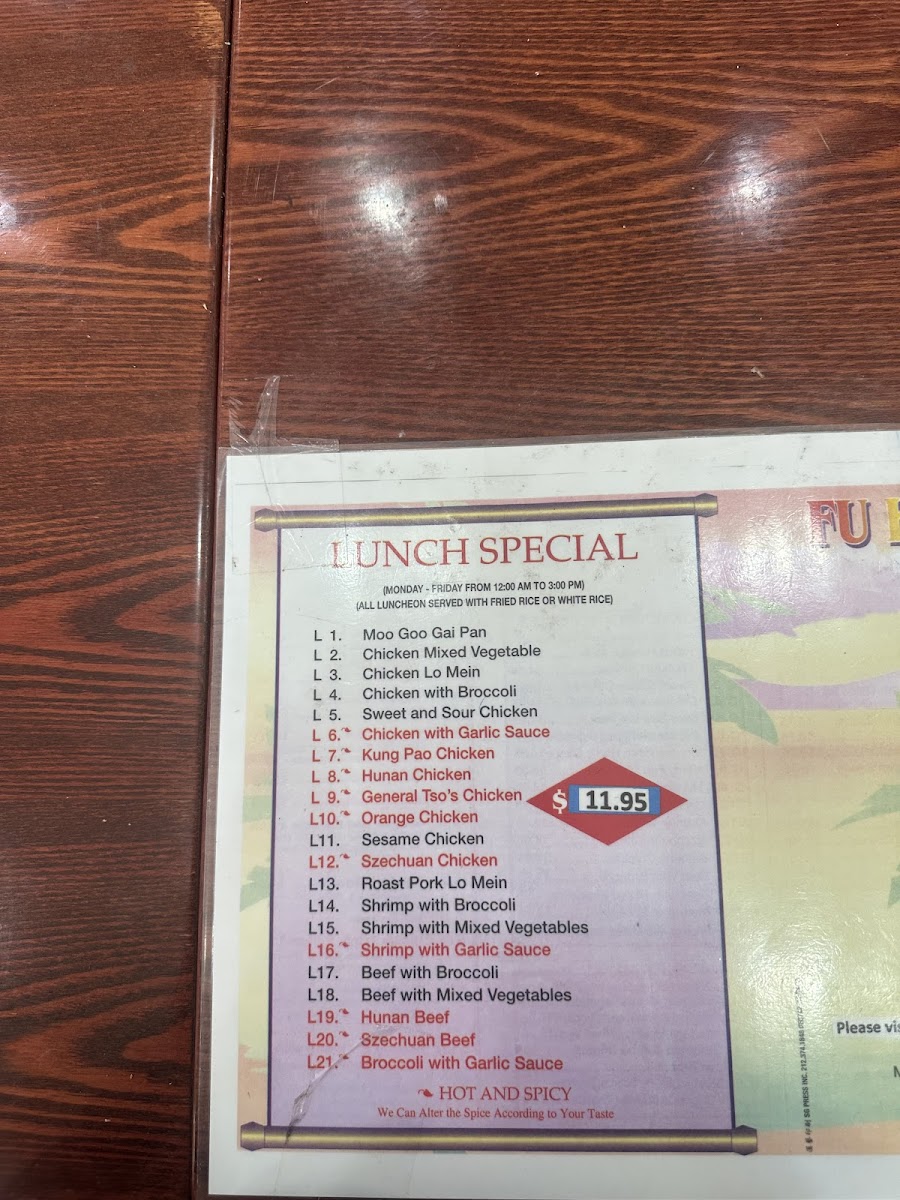 LUNCH SPECIAL
(MONDAY - FRIDAY FROM 12:00 AM TO 3:00 PM)
(ALL LUNCHEON SERVED WITH FRIED RICE OR WHITE RICE)
L 1. Moo Goo Gai Pan
L 2. Chicken Mixed Vegetable
L 3. Chicken Lo Mein
L 4. Chicken with Broccoli
L 5. Sweet and Sour Chicken
L 6. Chicken with Garlic Sauce
L 7. Kung Pao Chicken
L 8. Hunan Chicken
L 9. General Tso's Chicken
L10. Orange Chicken
L11. Sesame Chicken
L12. Szechuan Chicken
L13. Roast Pork Lo Mein
L14. Shrimp with Broccoli
L15. Shrimp with Mixed Vegetables
L16. Shrimp with Garlic Sauce
L17. Beef with Broccoli
L18. Beef with Mixed Vegetables
L19. Hunan Beef
L20. Szechuan Beef
L21. Broccoli with Garlic Sauce
$ 11.95
HOT AND SPICY
We Can Alter the Spice According to Your Taste
FU
Please
SG PRESS INC.